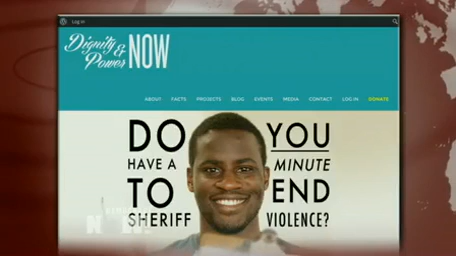 Log in
Dignity & Power NOW
ABOUT FACTS PROJECTS BLOG EVENTS MEDIA CONTACT LOG IN DONATE
DO YOU
HAVE A MINUTE
TO END
SHERIFF VIOLENCE?